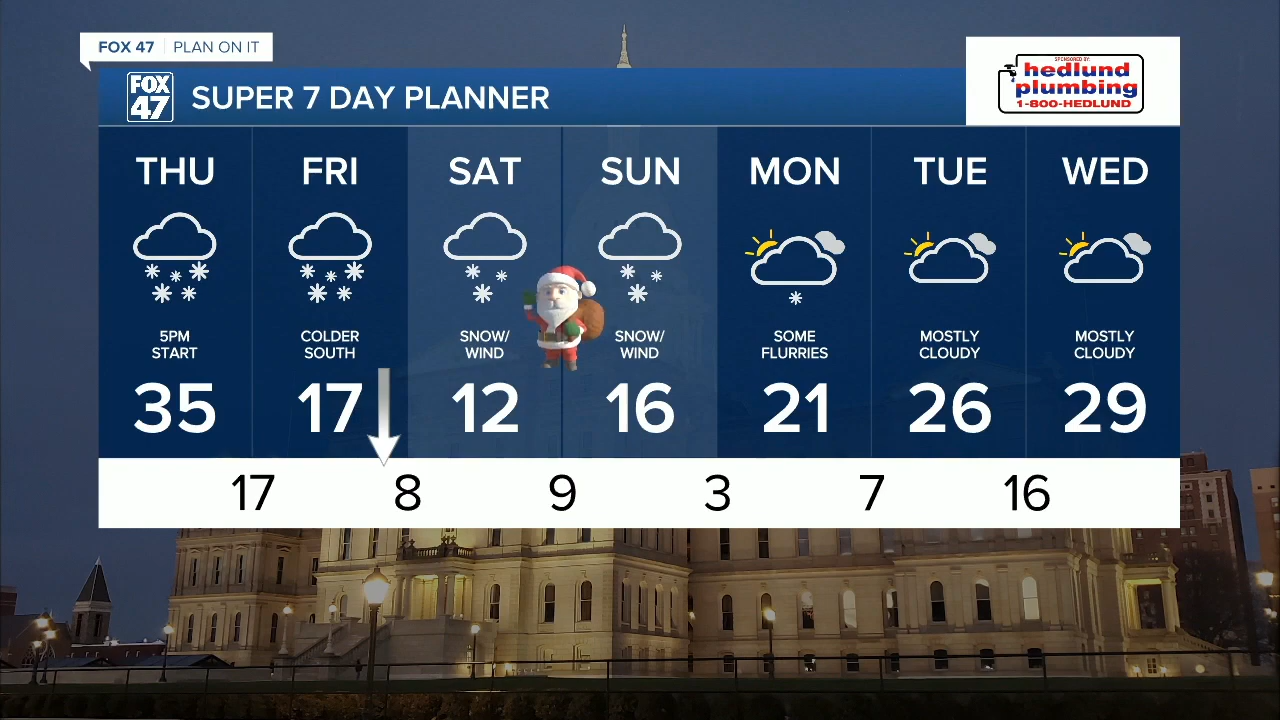 FOX 47 | PLAN ON IT
FOX
47
SUPER 7 DAY PLANNER
SPONSORED BY:
hedlund
plumbing
1-800-HEDLUND
THU
FRI
SAT
SUN
MON
TUE
WED
5PM
START
COLDER
SOUTH
SNOW/
WIND
SNOW/
WIND
SOME
FLURRIES
MOSTLY
CLOUDY
MOSTLY
CLOUDY
35
17
12
16
21
26
29
17
8
9
3
7
16